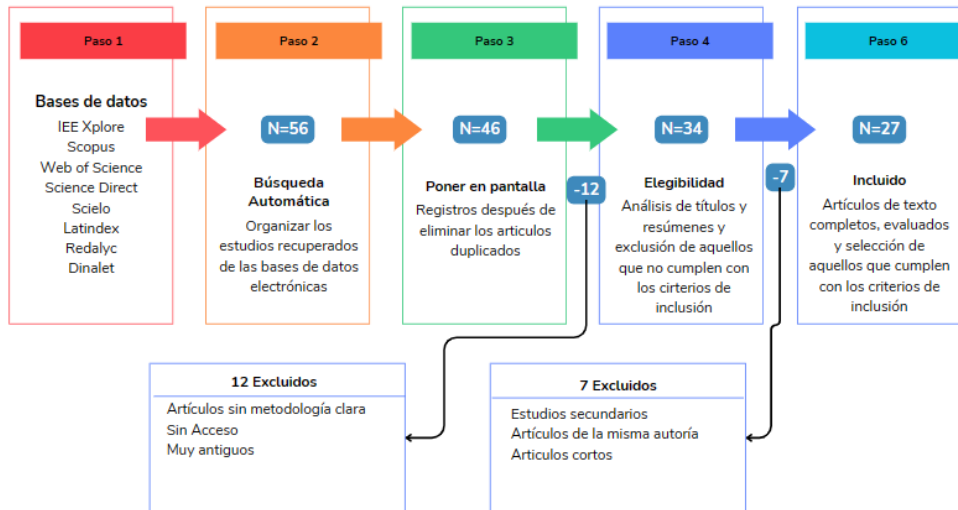 Paso 1
Bases de datos
IEE Xplore
Scopus
Web of Science
Science Direct
Scielo
Latindex
Redalyc
Dinalet
Paso 2
N=56
Búsqueda
Automática
Organizar los
estudios recuperados
de las bases de datos
electrónicas
Paso 3
N=46
Poner en pantalla
Registros después de
eliminar los articulos
duplicados
-12
Paso 4
N=34
Elegibilidad
Análisis de títulos y
resúmenes y
exclusión de aquellos
que no cumplen con
los cirterios de
inclusión
-7
Paso 6
N=27
Incluido
Artículos de texto
completos, evaluados
y selección de
aquellos que cumplen
con los criterios de
inclusión
12 Excluidos
Artículos sin metodología clara
Sin Acceso
Muy antiguos
7 Excluidos
Estudios secundarios
Artículos de la misma autoría
Articulos cortos